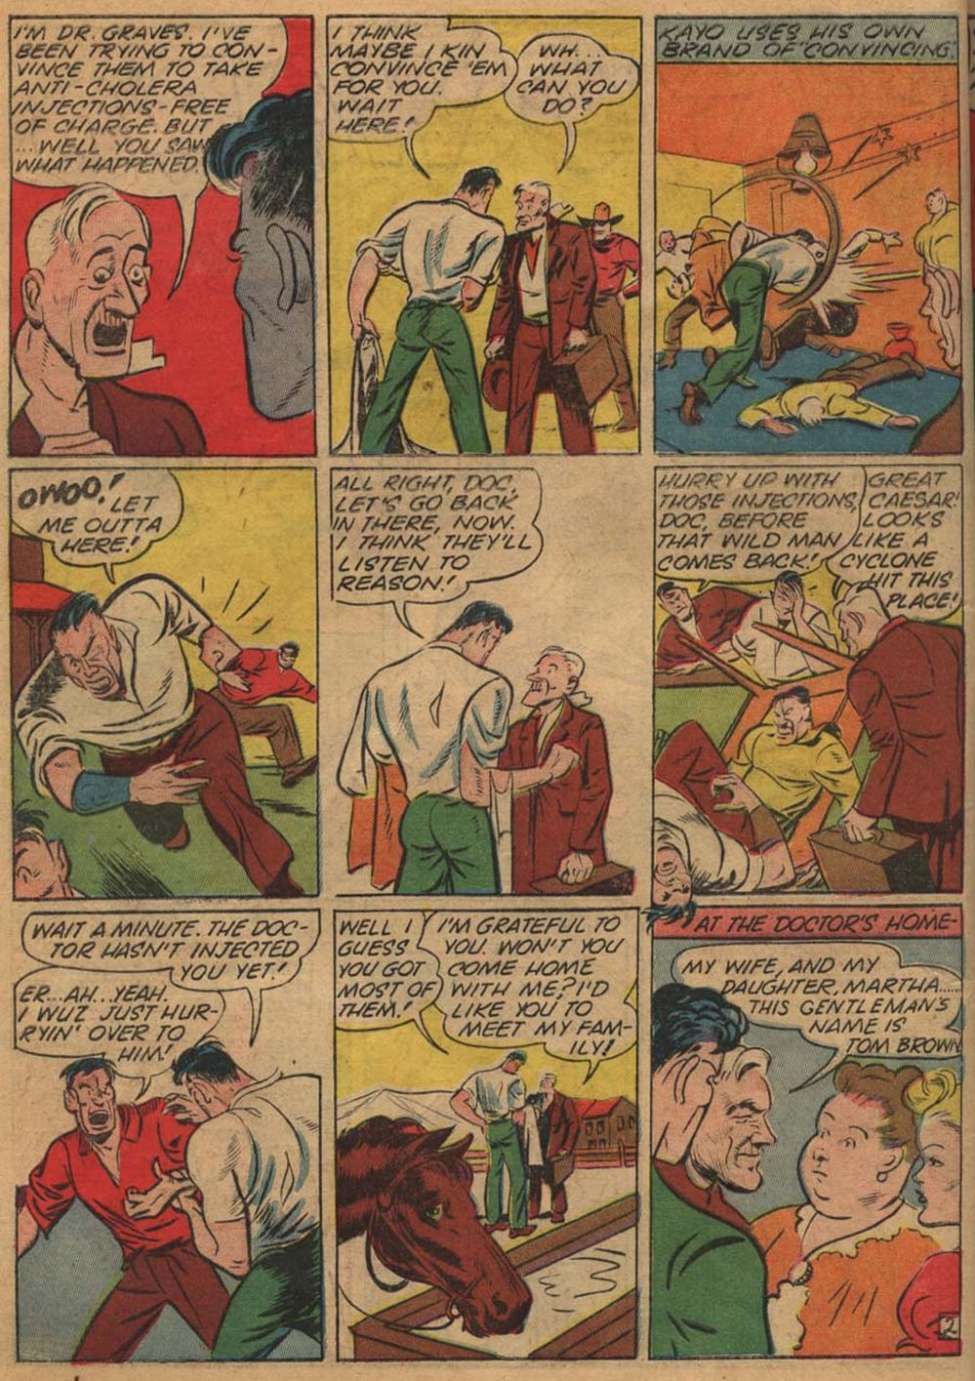 I'M DR. GRAVES. I'VE
BEEN TRYING TO CON-
VINCE THEM TO TAKE
ANTI-CHOLERA
INJECTIONS-FREE
OF CHARGE. BUT
...WELL YOU SAW
WHAT HAPPENED.
I THINK
MAYBE I KIN
CONVINCE 'EM
FOR YOU.
WAIT
HERE!
WH...
WHAT
CAN YOU
DO?
KAYO USES HIS OWN
BRAND OF "CONVINCING."
OWOO!
LET
ME OUTTA
HERE!
ALL RIGHT, DOC,
LET'S GO BACK
IN THERE, NOW.
I THINK THEY'LL
LISTEN TO
REASON!
HURRY UP WITH
THOSE INJECTIONS,
DOC, BEFORE
THAT WILD MAN
COMES BACK!
GREAT
CAESAR!
LOOKS
LIKE A
CYCLONE
HIT THIS
PLACE!
WAIT A MINUTE. THE DOC-
TOR HASN'T INJECTED
YOU YET!
ER...AH...YEAH.
I WUZ JUST HUR-
RYIN' OVER TO
HIM!
WELL I
GUESS
YOU GOT
MOST OF
THEM!
I'M GRATEFUL TO
YOU. WON'T YOU
COME HOME
WITH ME? I'D
LIKE YOU TO
MEET MY FAM-
ILY!
AT THE DOCTOR'S HOME-
MY WIFE, AND MY
DAUGHTER, MARTHA.....
THIS GENTLEMAN'S
NAME IS
TOM BROWN
2